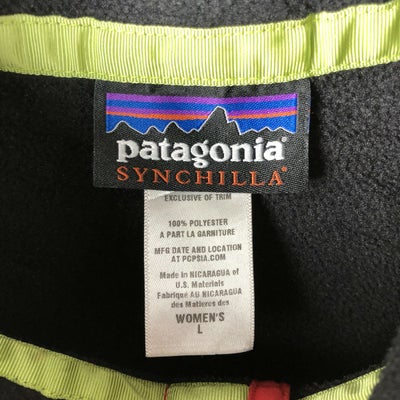 patagonia®
SYNCHILLA®
EXCLUSIVE OF TRIM
100% POLYESTER
A PART LA GARNITURE
MFG DATE AND LOCATION
AT PCPSIA.COM
Made in NICARAGUA of
U.S. Materials
Fabriqué AU NICARAGUA
des Matieres des
WOMEN'S
L